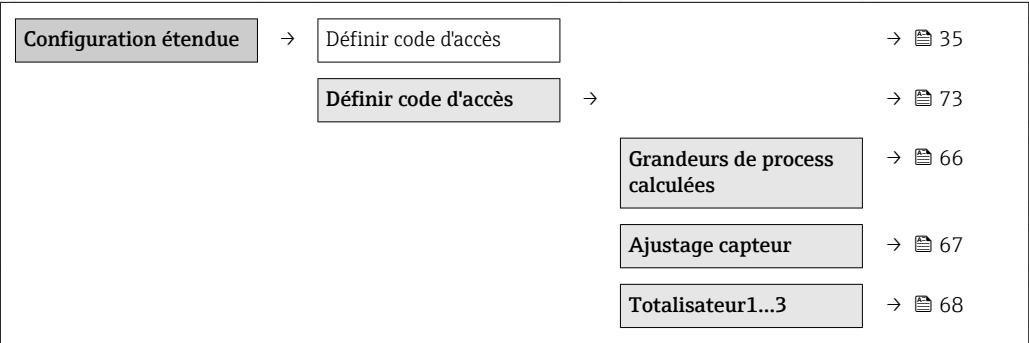 Configuration étendue → Définir code d'accès → 35
Définir code d'accès → → 73
Grandeurs de process
calculées → 66
Ajustage capteur → 67
Totalisateur1...3 → 68